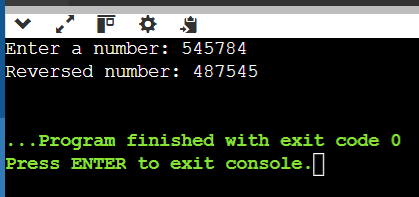 Enter a number: 545784
Reversed number: 487545
...Program finished with exit code 0
Press ENTER to exit console.